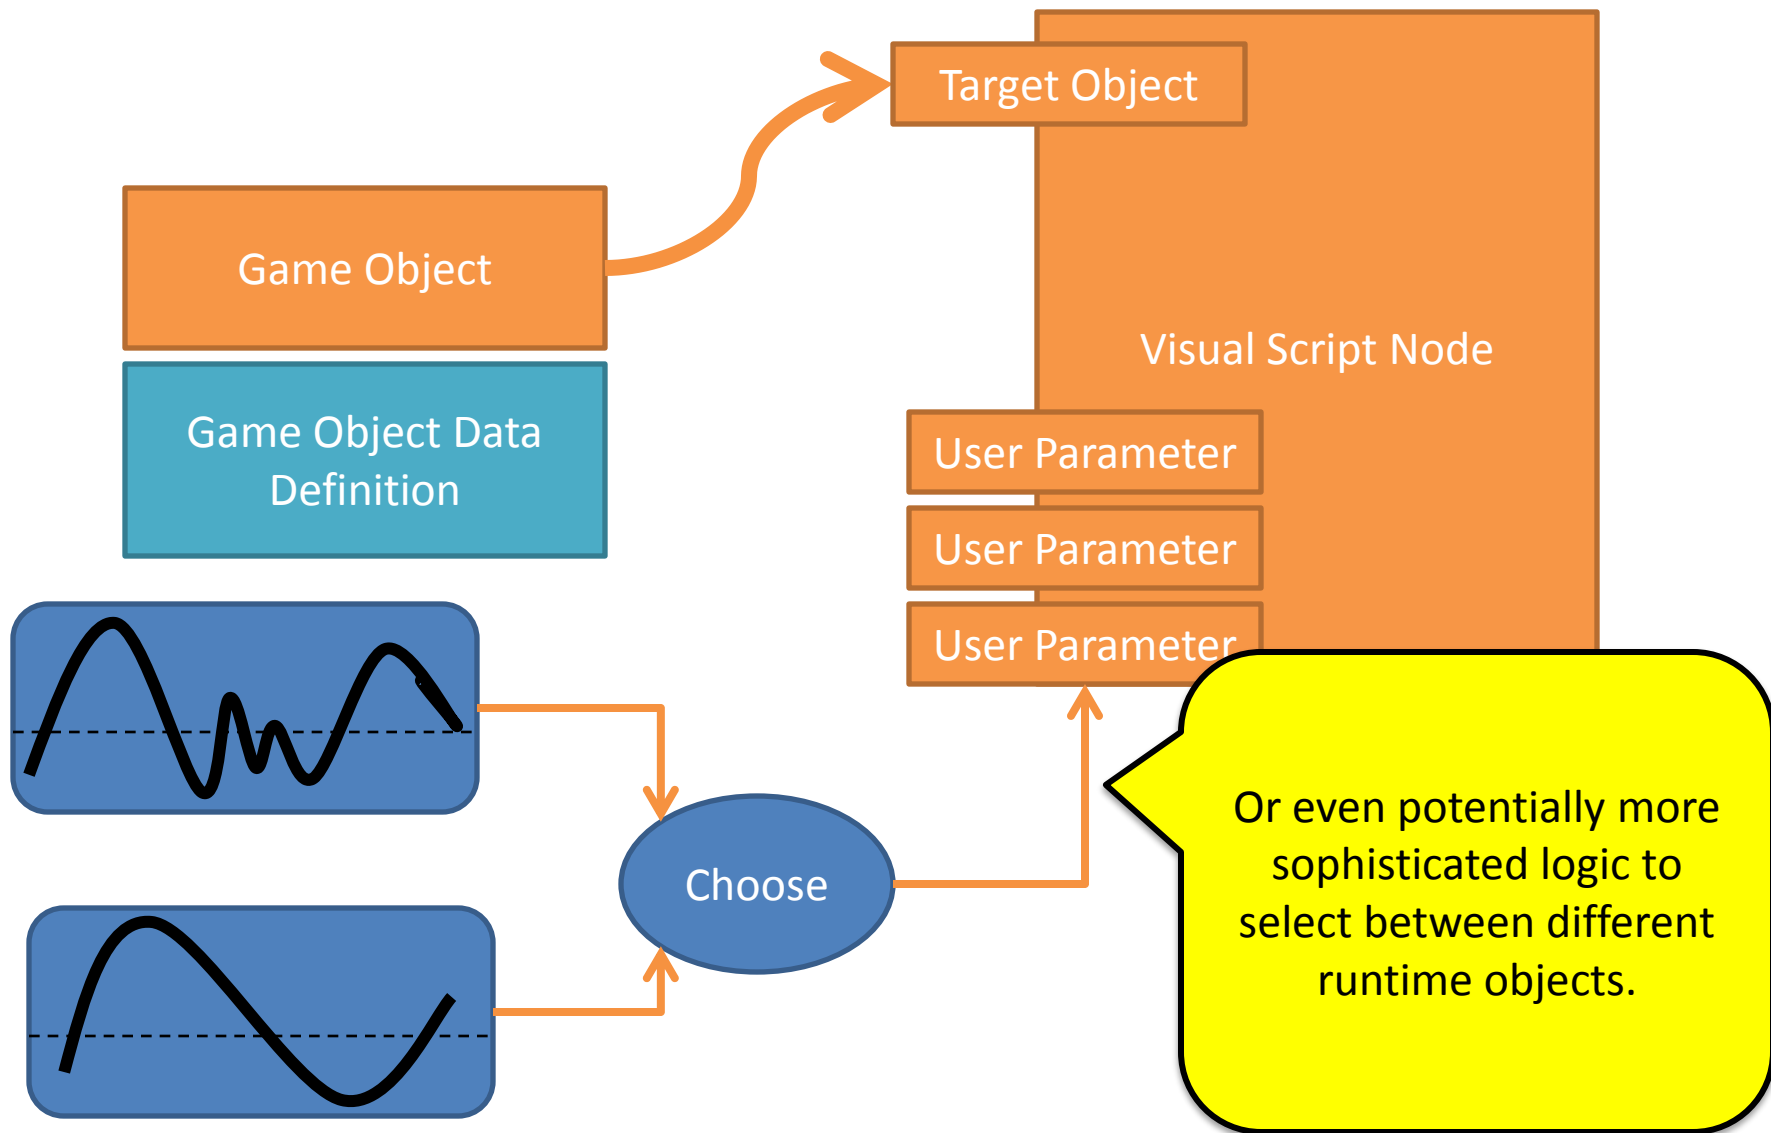 Target Object
Game Object
Visual Script Node
Game Object Data
Definition
User Parameter
User Parameter
User Parameter
Choose
Or even potentially more
sophisticated logic to
select between different
runtime objects.